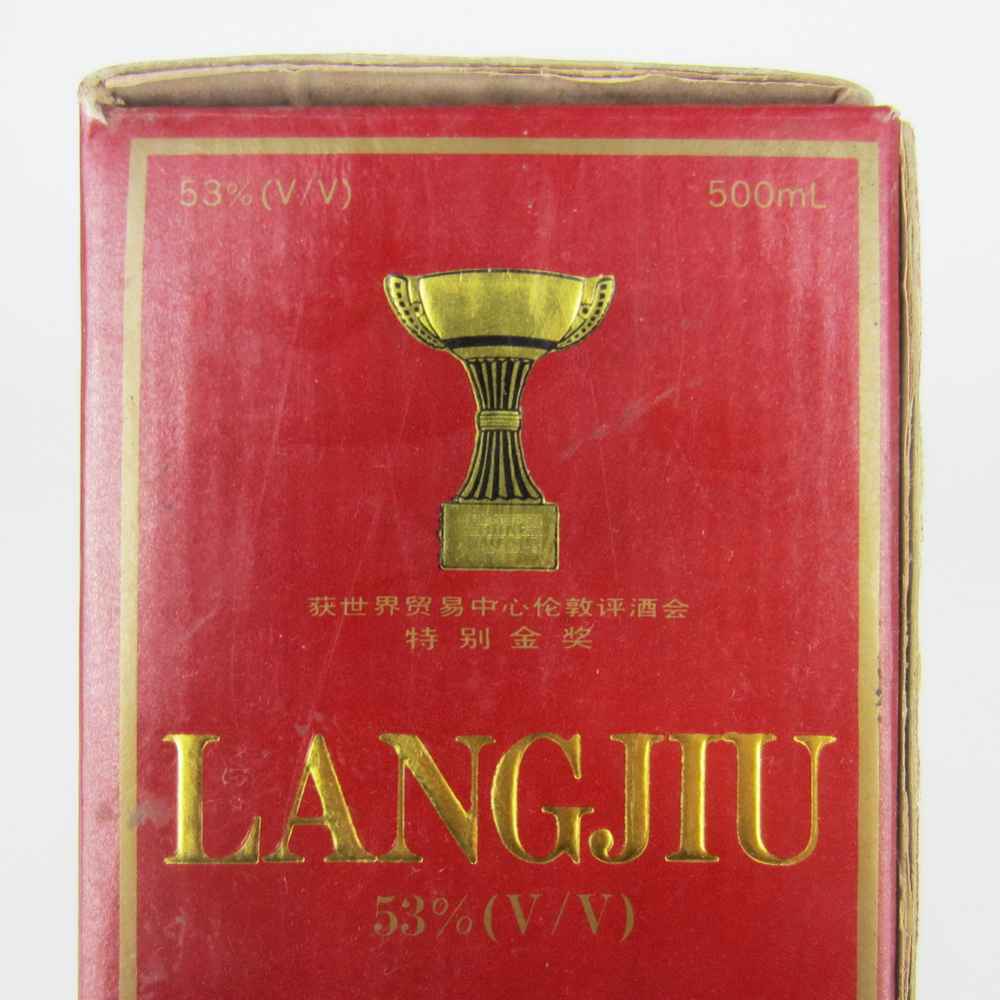 53%(V/V) 500mL
获世界贸易中心伦敦评酒会
特别金奖
LANGJIU
53%(V/V)